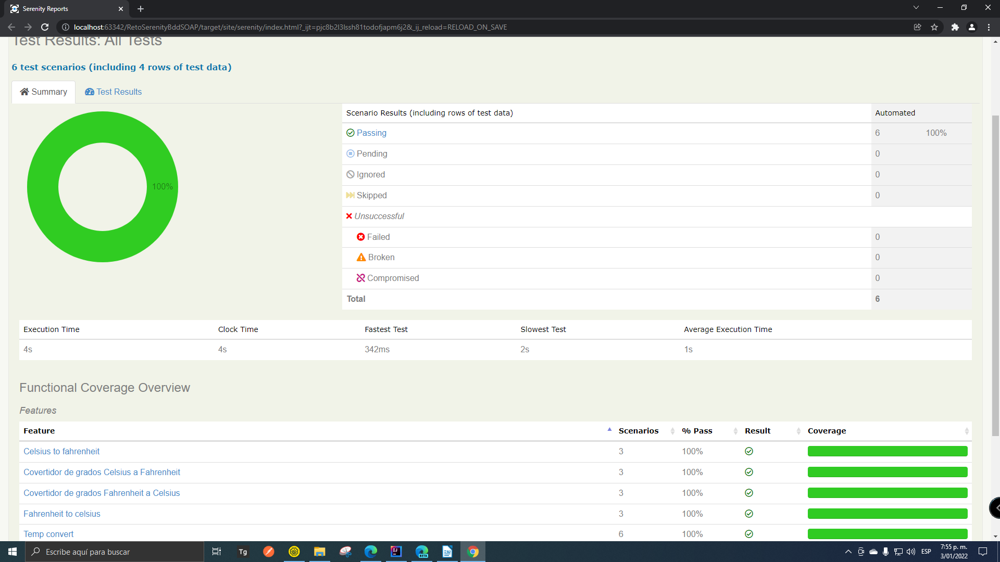 Serenity Reports
localhost:63342/RetoSerenityBddSOAP/target/site/serenity/index.html?_ijt=pjc8b2l3lssh81todofjapm6j2&_ij_reload=RELOAD_ON_SAVE
Test Results: All Tests
6 test scenarios (including 4 rows of test data)
Summary
Test Results
100%
Scenario Results (including rows of test data) Automated
Passing 6 100%
Pending 0
Ignored 0
Skipped 0
Unsuccessful
Failed 0
Broken 0
Compromised 0
Total 6
Execution Time Clock Time Fastest Test Slowest Test Average Execution Time
4s 4s 342ms 2s 1s
Functional Coverage Overview
Features
Feature Scenarios % Pass Result Coverage
Celsius to fahrenheit 3 100%
Covertidor de grados Celsius a Fahrenheit 3 100%
Covertidor de grados Fahrenheit a Celsius 3 100%
Fahrenheit to celsius 3 100%
Temp convert 6 100%
Escribe aquí para buscar
Tg
IJ
BETA
ESP
7:55 p. m.
3/01/2022